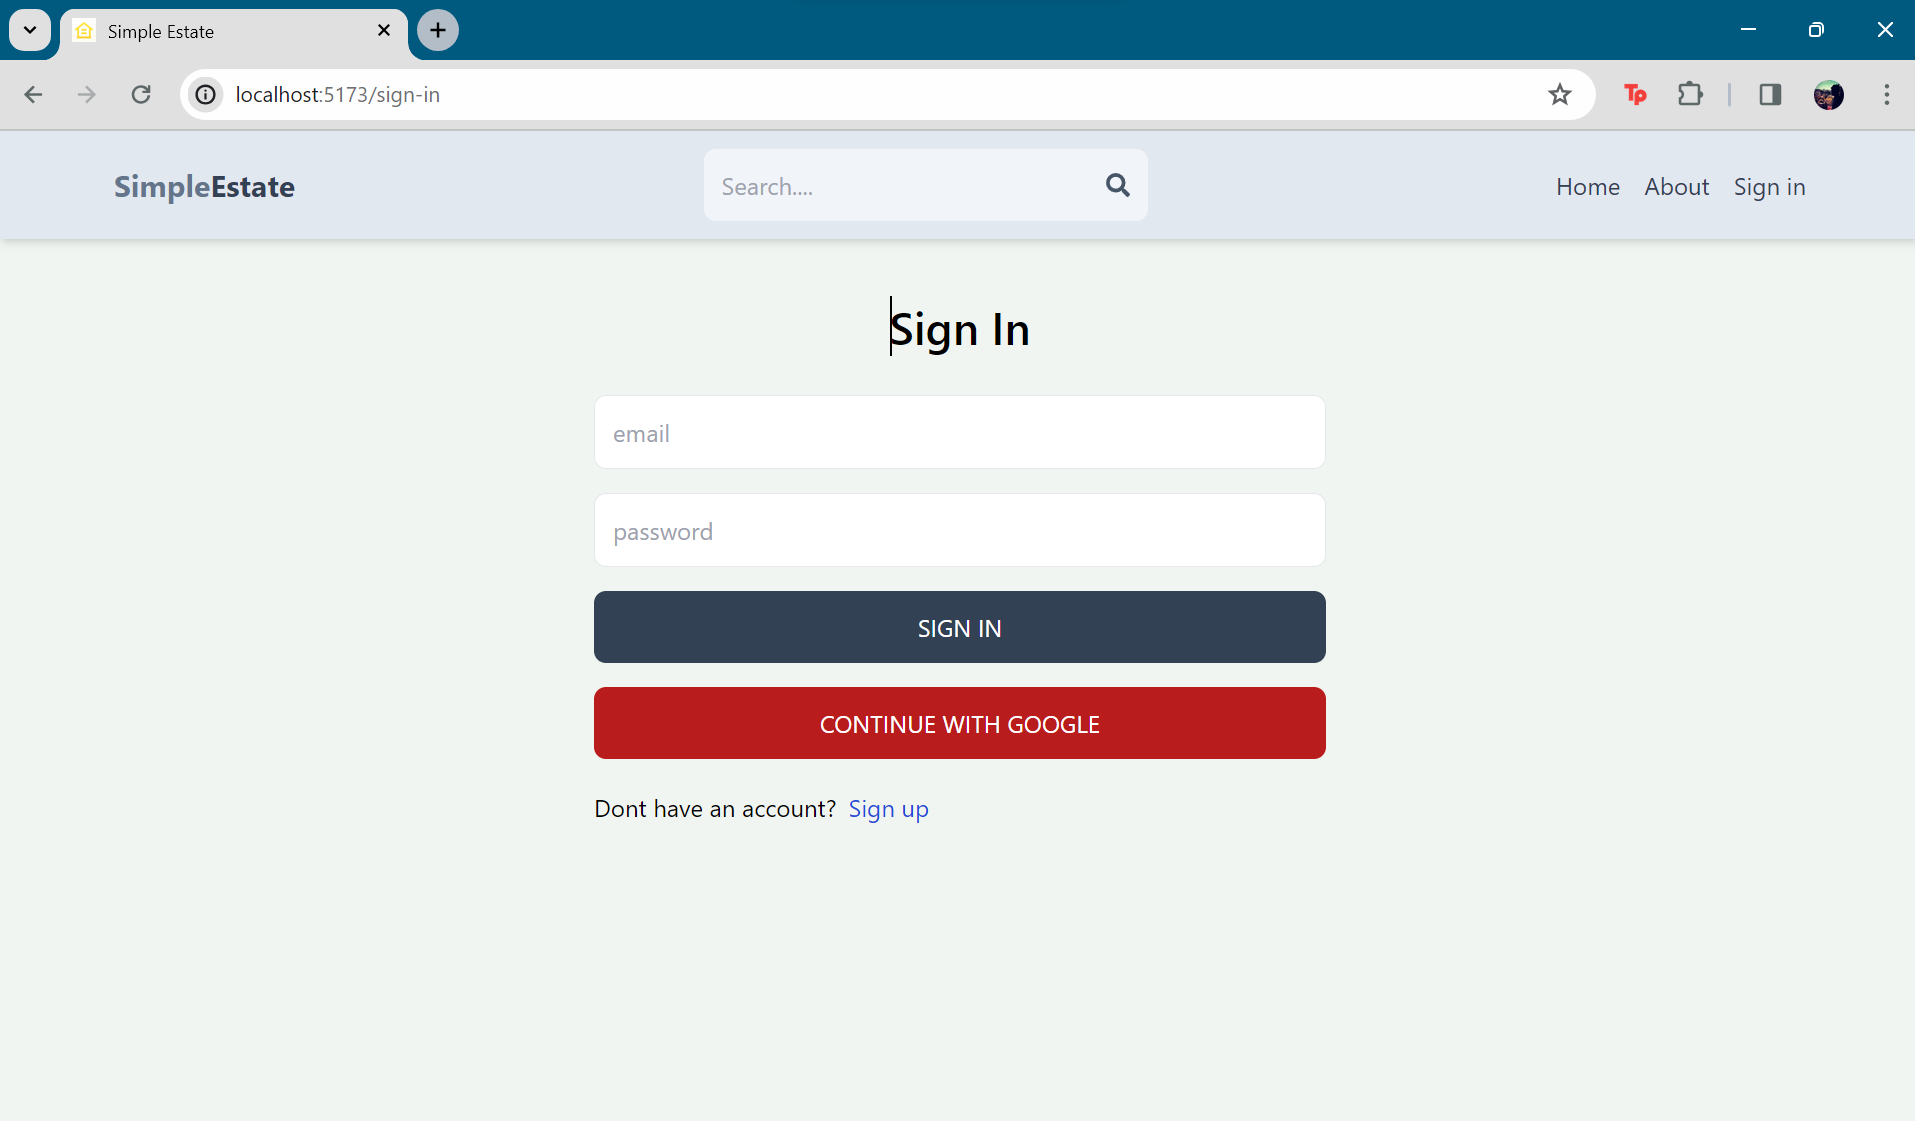 Simple Estate
localhost:5173/sign-in
Tp
SimpleEstate
Search....
Home About Sign in
Sign In
email
password
SIGN IN
CONTINUE WITH GOOGLE
Dont have an account? Sign up